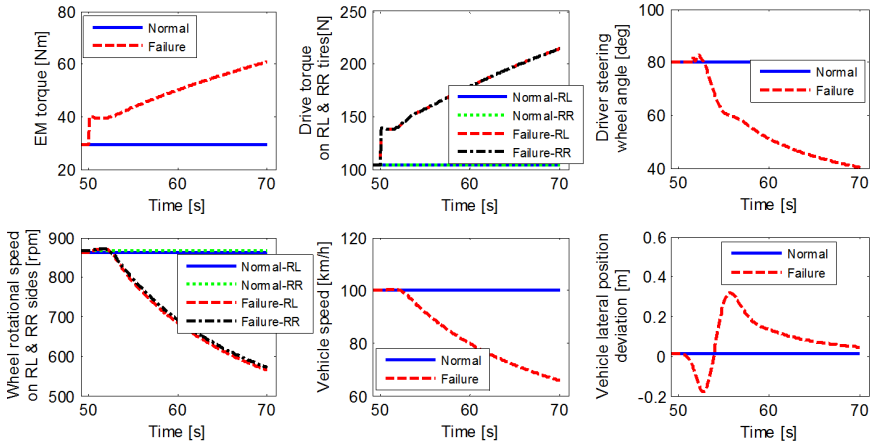 EM torque [Nm]
80
60
40
20
50
60
70
Time [s]
Normal
Failure
Drive torque
on RL & RR tires[N]
250
200
150
100
50
60
70
Time [s]
Normal-RL
Normal-RR
Failure-RL
Failure-RR
Driver steering
wheel angle [deg]
100
80
60
40
50
60
70
Time [s]
Normal
Failure
Wheel rotational speed
on RL & RR sides [rpm]
900
800
700
600
500
50
60
70
Time [s]
Normal-RL
Normal-RR
Failure-RL
Failure-RR
Vehicle speed [km/h]
120
100
80
60
50
60
70
Time [s]
Normal
Failure
Vehicle lateral position
deviation [m]
0.6
0.4
0.2
0
-0.2
50
60
70
Time [s]
Normal
Failure